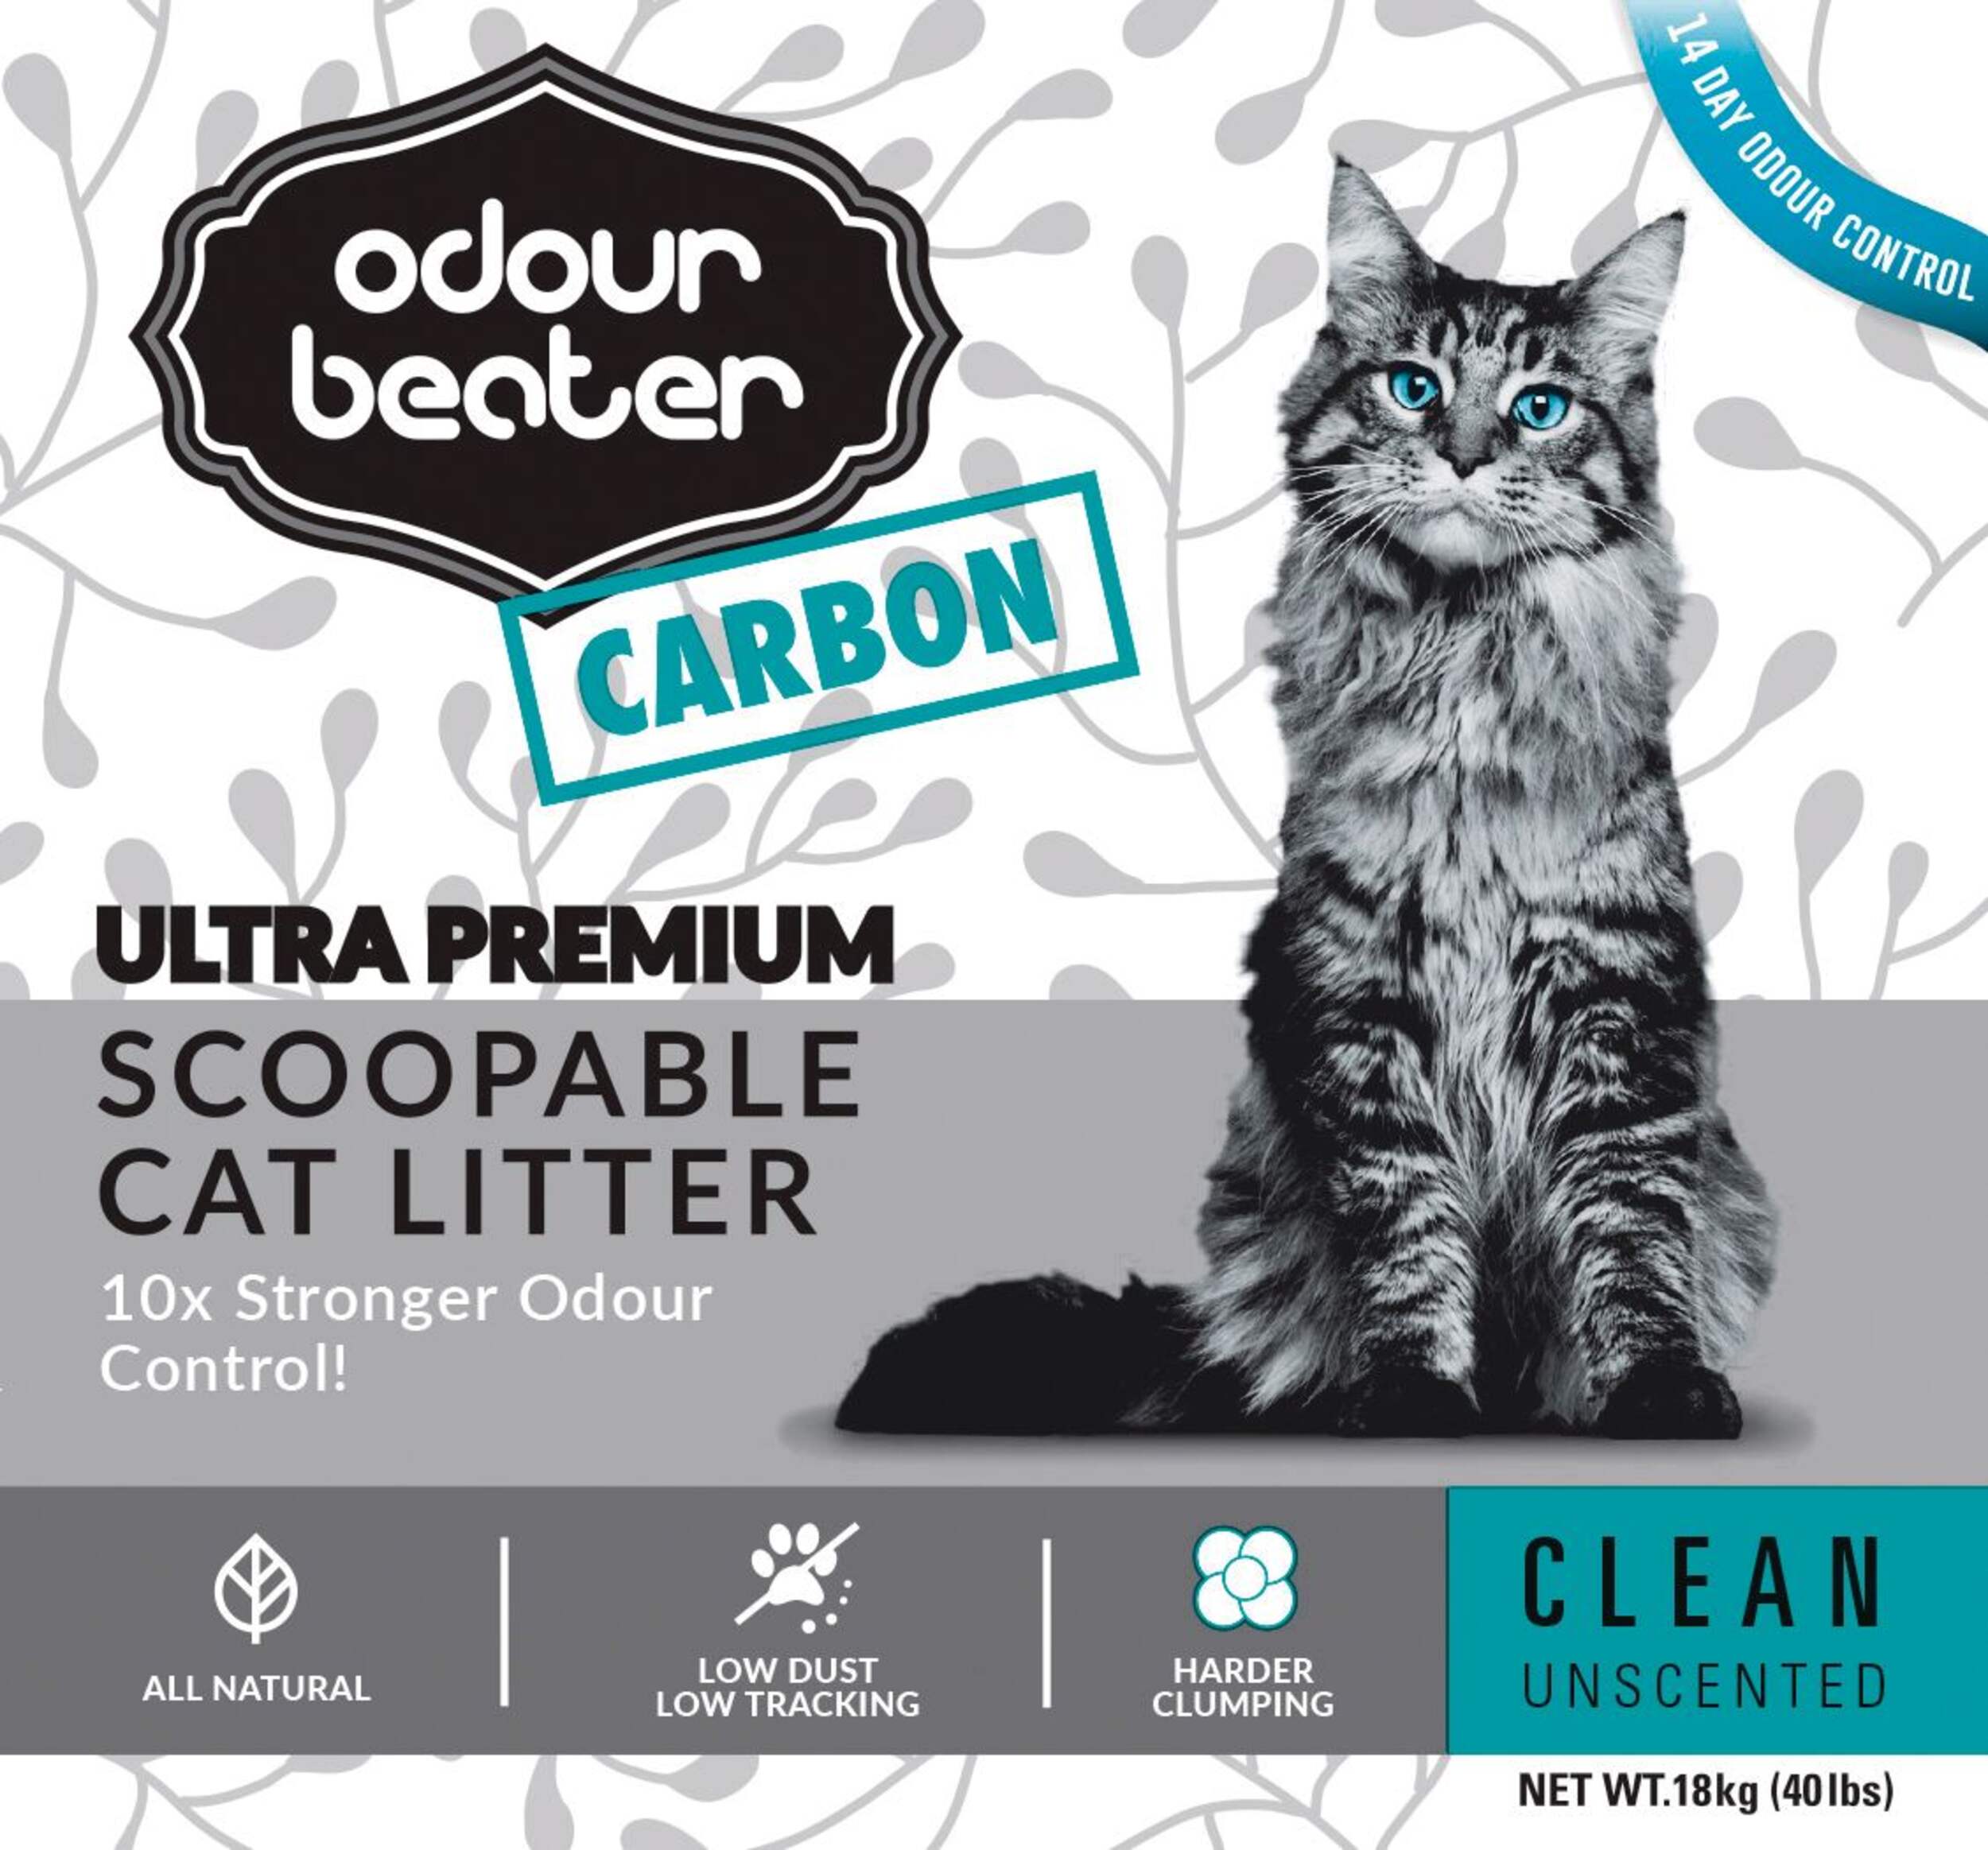 14 DAY ODOUR CONTROL
odour
beater
CARBON
ULTRA PREMIUM
SCOOPABLE
CAT LITTER
10x Stronger Odour
Control!
ALL NATURAL
LOW DUST
LOW TRACKING
HARDER
CLUMPING
CLEAN
UNSCENTED
NET WT.18kg (40lbs)